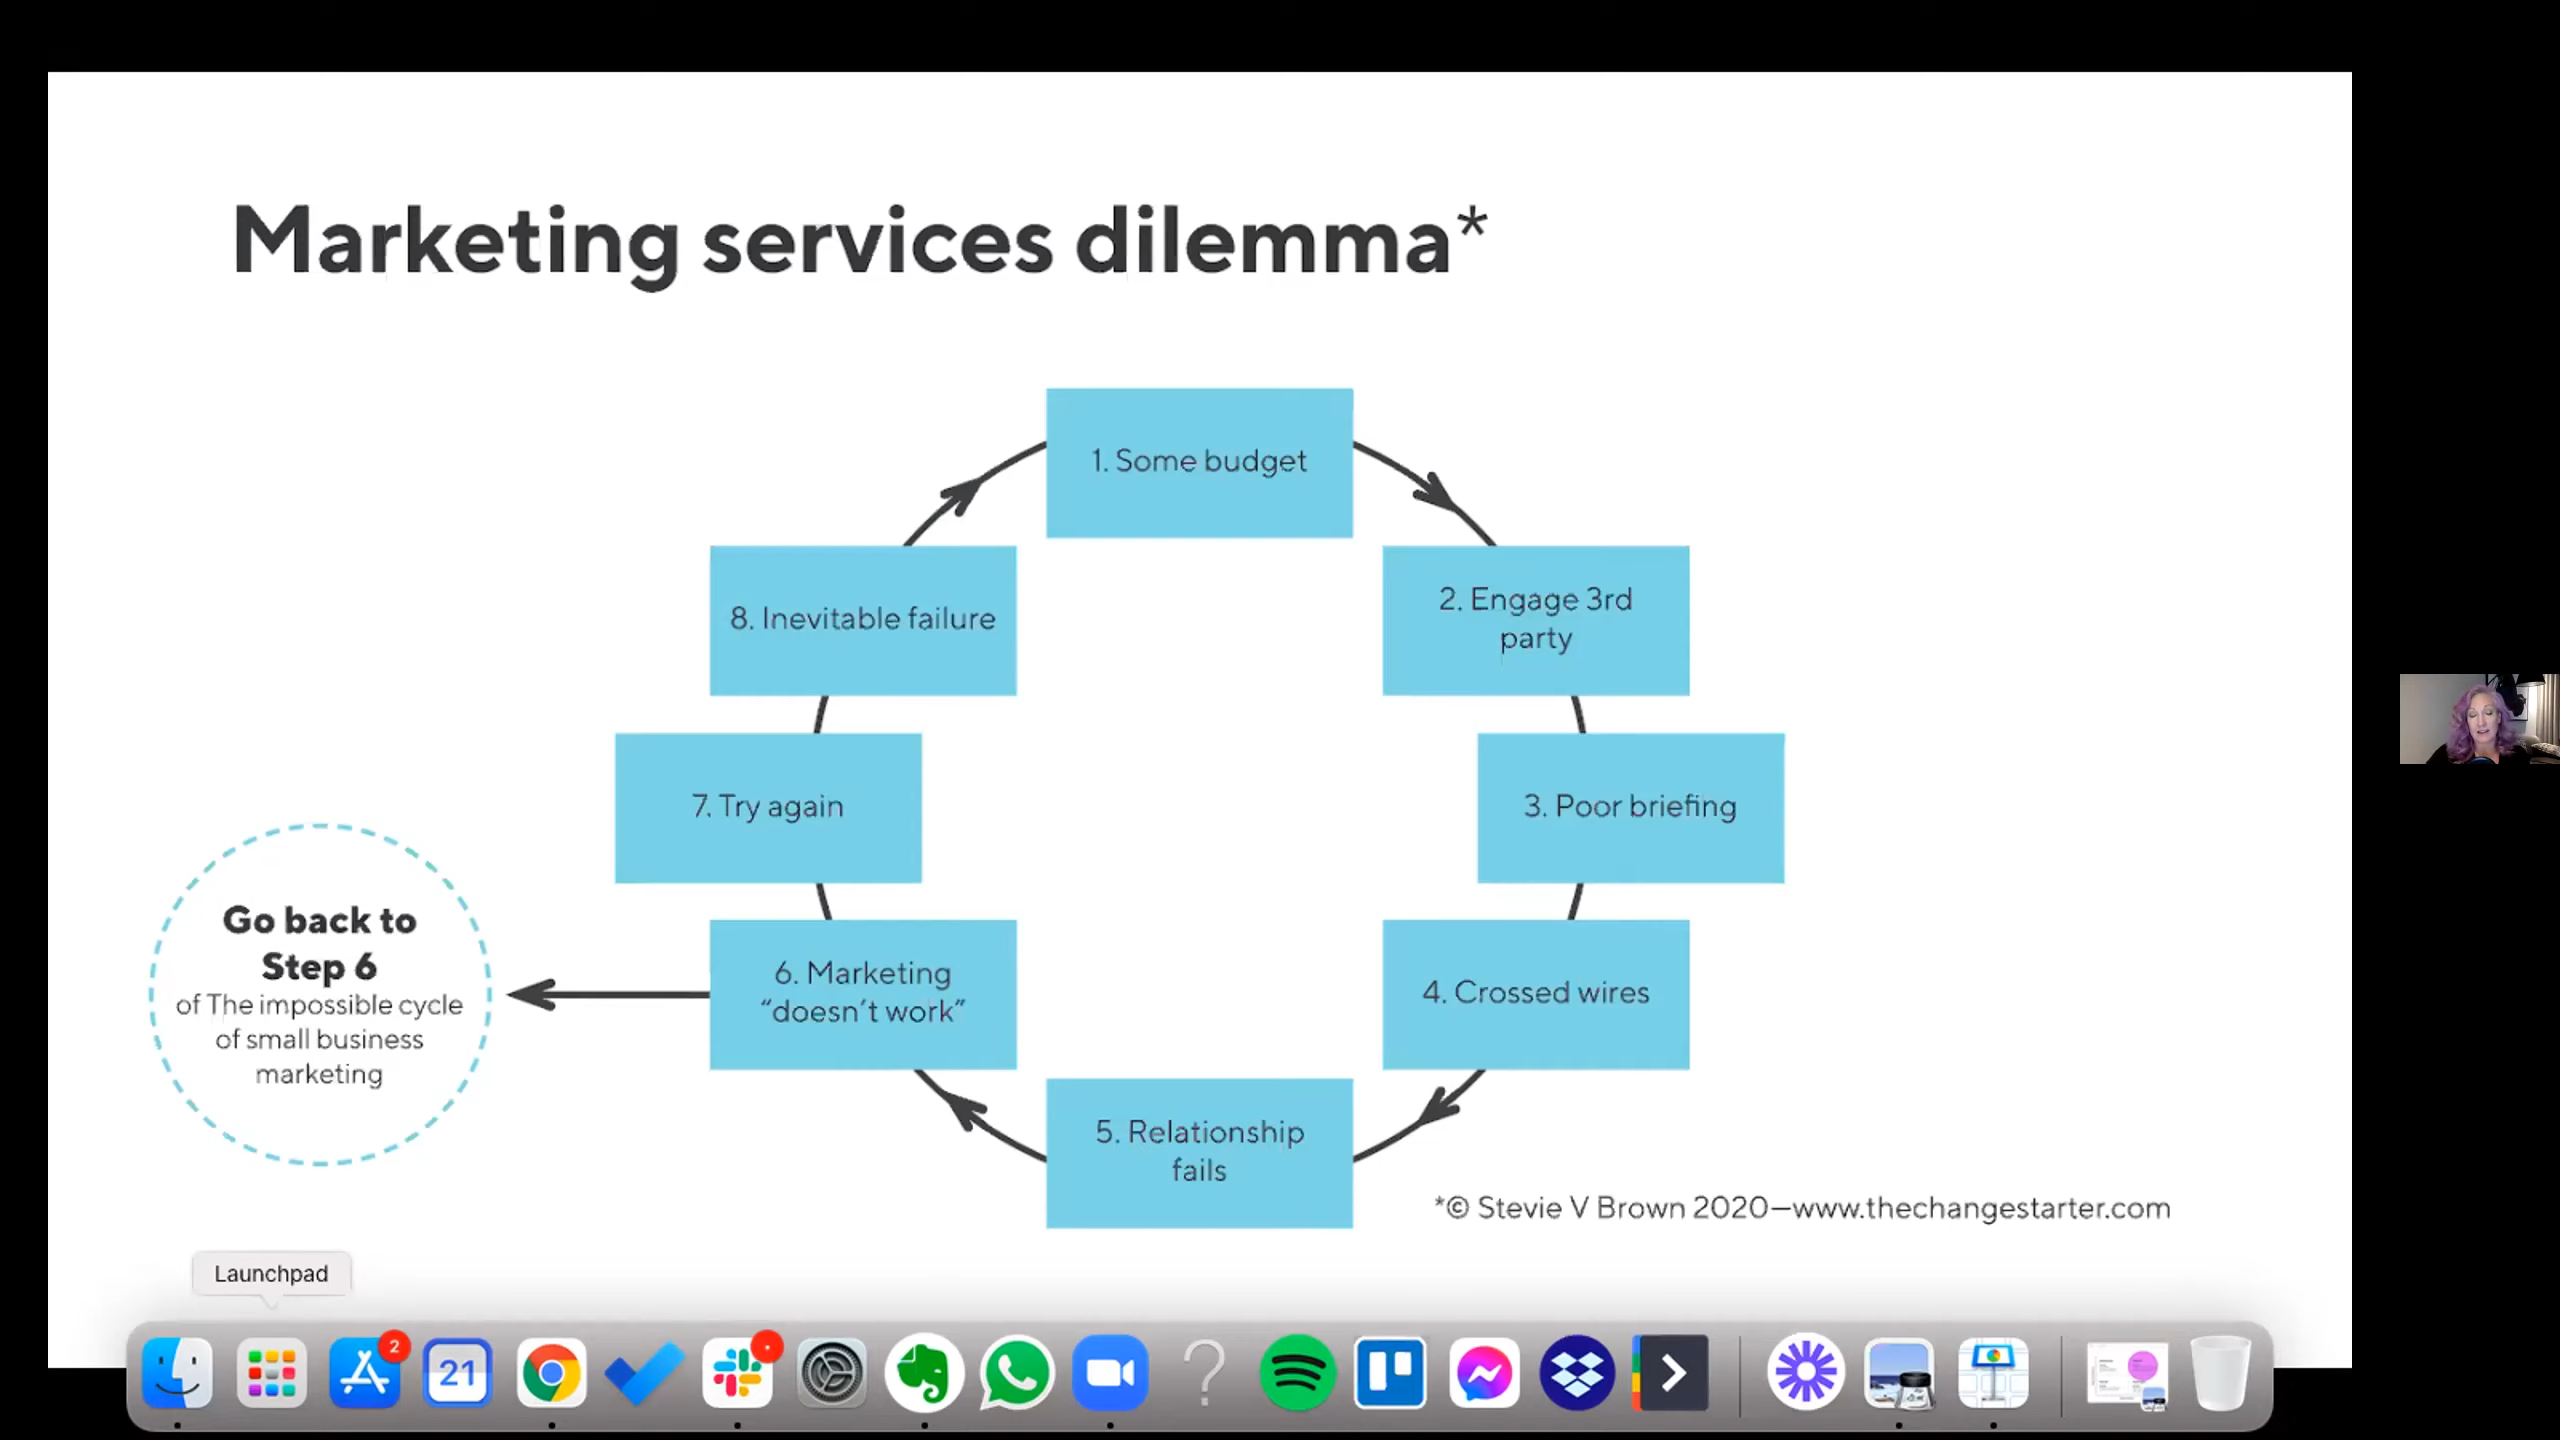 Marketing services dilemma*
1. Some budget
2. Engage 3rd
party
3. Poor briefing
4. Crossed wires
5. Relationship
fails
6. Marketing
“doesn’t work”
7. Try again
8. Inevitable failure
Go back to
Step 6
of The impossible cycle
of small business
marketing
*© Stevie V Brown 2020—www.thechangestarter.com
Launchpad
2
21
?